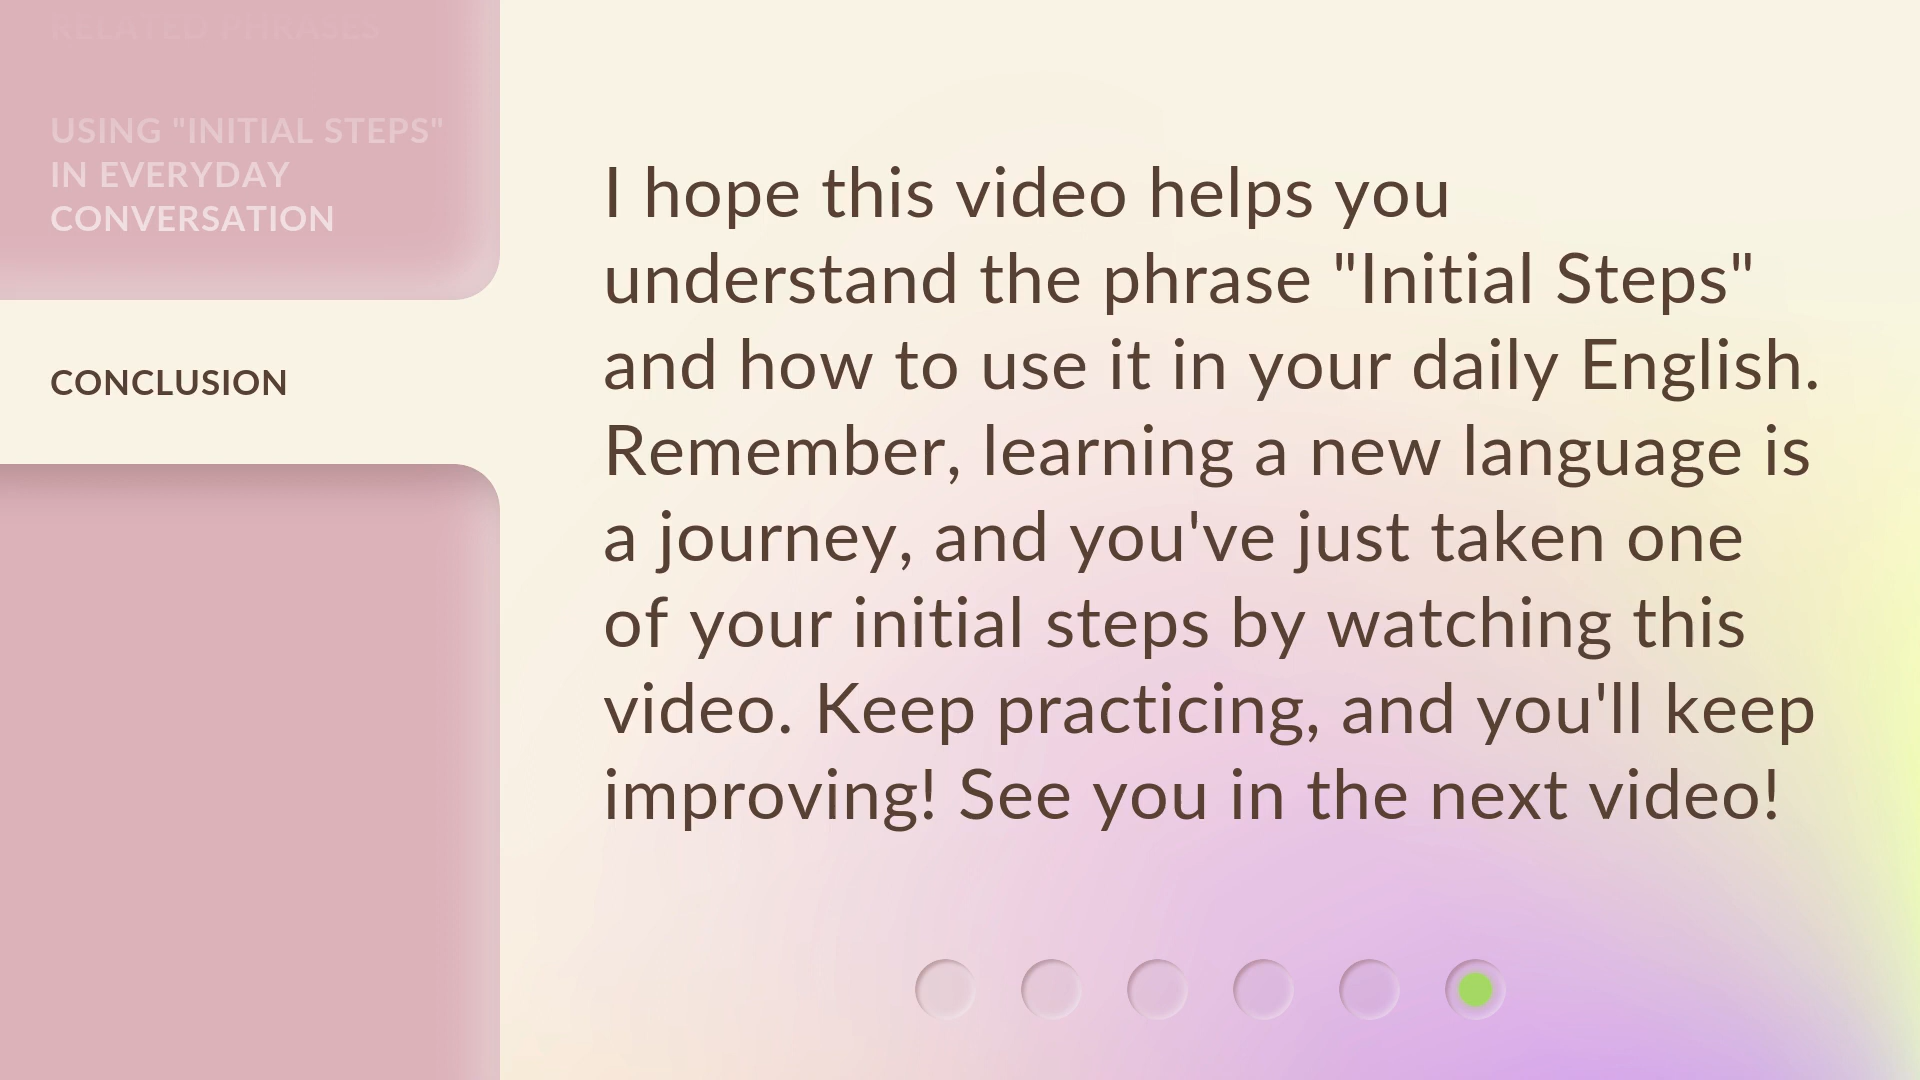 RELATED PHRASES
USING "INITIAL STEPS"
IN EVERYDAY
CONVERSATION
CONCLUSION
I hope this video helps you
understand the phrase "Initial Steps"
and how to use it in your daily English.
Remember, learning a new language is
a journey, and you've just taken one
of your initial steps by watching this
video. Keep practicing, and you'll keep
improving! See you in the next video!